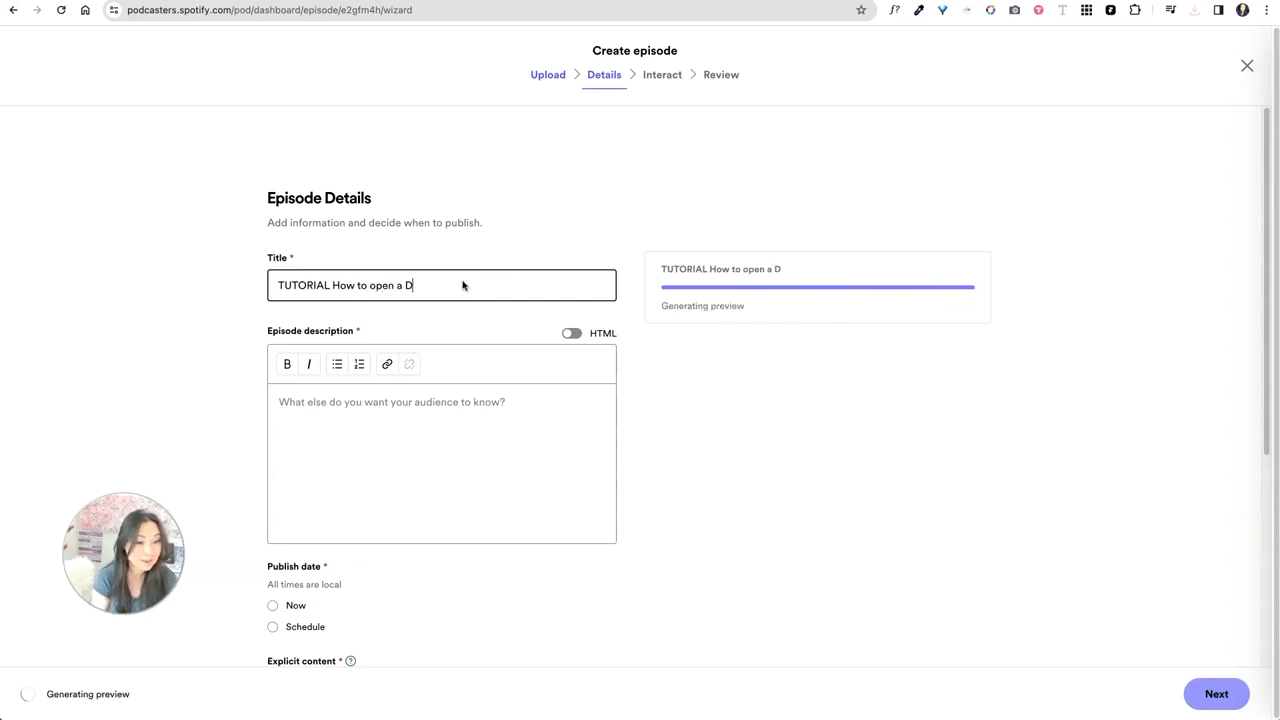 podcasters.spotify.com/pod/dashboard/episode/e2gfm4h/wizard
Create episode
Upload > Details > Interact > Review
Episode Details
Add information and decide when to publish.
Title *
TUTORIAL How to open a D
TUTORIAL How to open a D
Generating preview
Episode description *
HTML
B I
What else do you want your audience to know?
Publish date *
All times are local
Now
Schedule
Explicit content * ?
Generating preview
Next